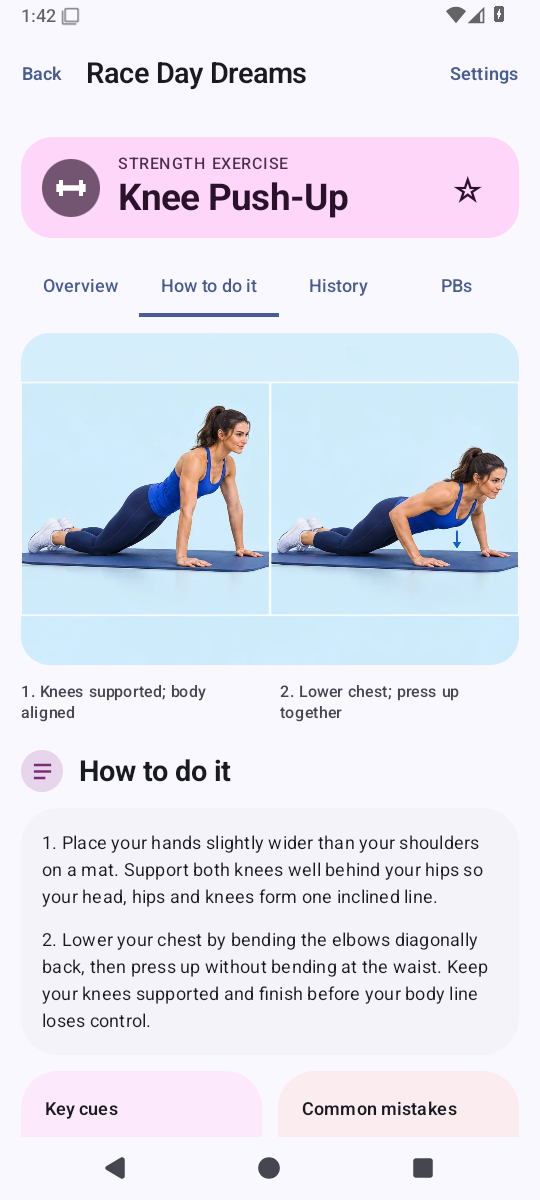 1:42
Back
Race Day Dreams
Settings
STRENGTH EXERCISE
Knee Push-Up
Overview
How to do it
History
PBs
1. Knees supported; body
aligned
2. Lower chest; press up
together
How to do it
1. Place your hands slightly wider than your shoulders
on a mat. Support both knees well behind your hips so
your head, hips and knees form one inclined line.
2. Lower your chest by bending the elbows diagonally
back, then press up without bending at the waist. Keep
your knees supported and finish before your body line
loses control.
Key cues
Common mistakes